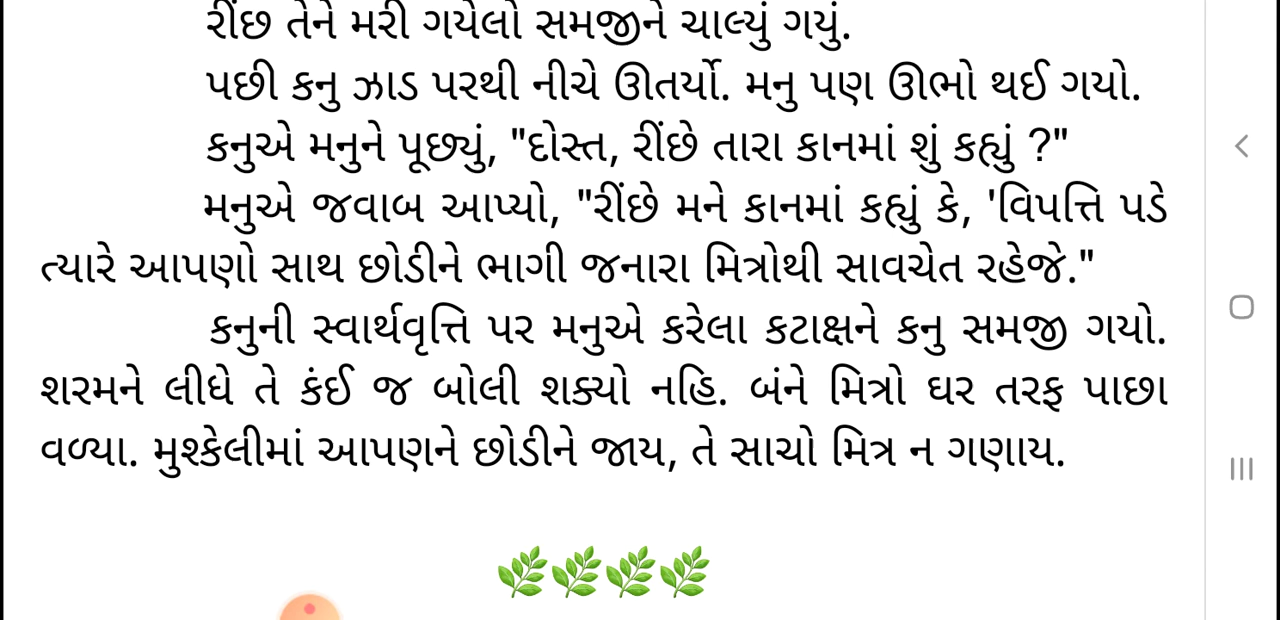 રીંછ તેને મરી ગયેલો સમજીને ચાલ્યું ગયું.
પછી કનુ ઝાડ પરથી નીચે ઊતર્યો. મનુ પણ ઊભો થઈ ગયો.
કનુએ મનુને પૂછ્યું, "દોસ્ત, રીંછે તારા કાનમાં શું કહ્યું ?"
મનુએ જવાબ આપ્યો, "રીંછે મને કાનમાં કહ્યું કે, 'વિપત્તિ પડે
ત્યારે આપણો સાથ છોડીને ભાગી જનારા મિત્રોથી સાવચેત રહેજે."
કનુની સ્વાર્થવૃત્તિ પર મનુએ કરેલા કટાક્ષને કનુ સમજી ગયો.
શરમને લીધે તે કંઈ જ બોલી શક્યો નહિ. બંને મિત્રો ઘર તરફ પાછા
વળ્યા. મુશ્કેલીમાં આપણને છોડીને જાય, તે સાચો મિત્ર ન ગણાય.